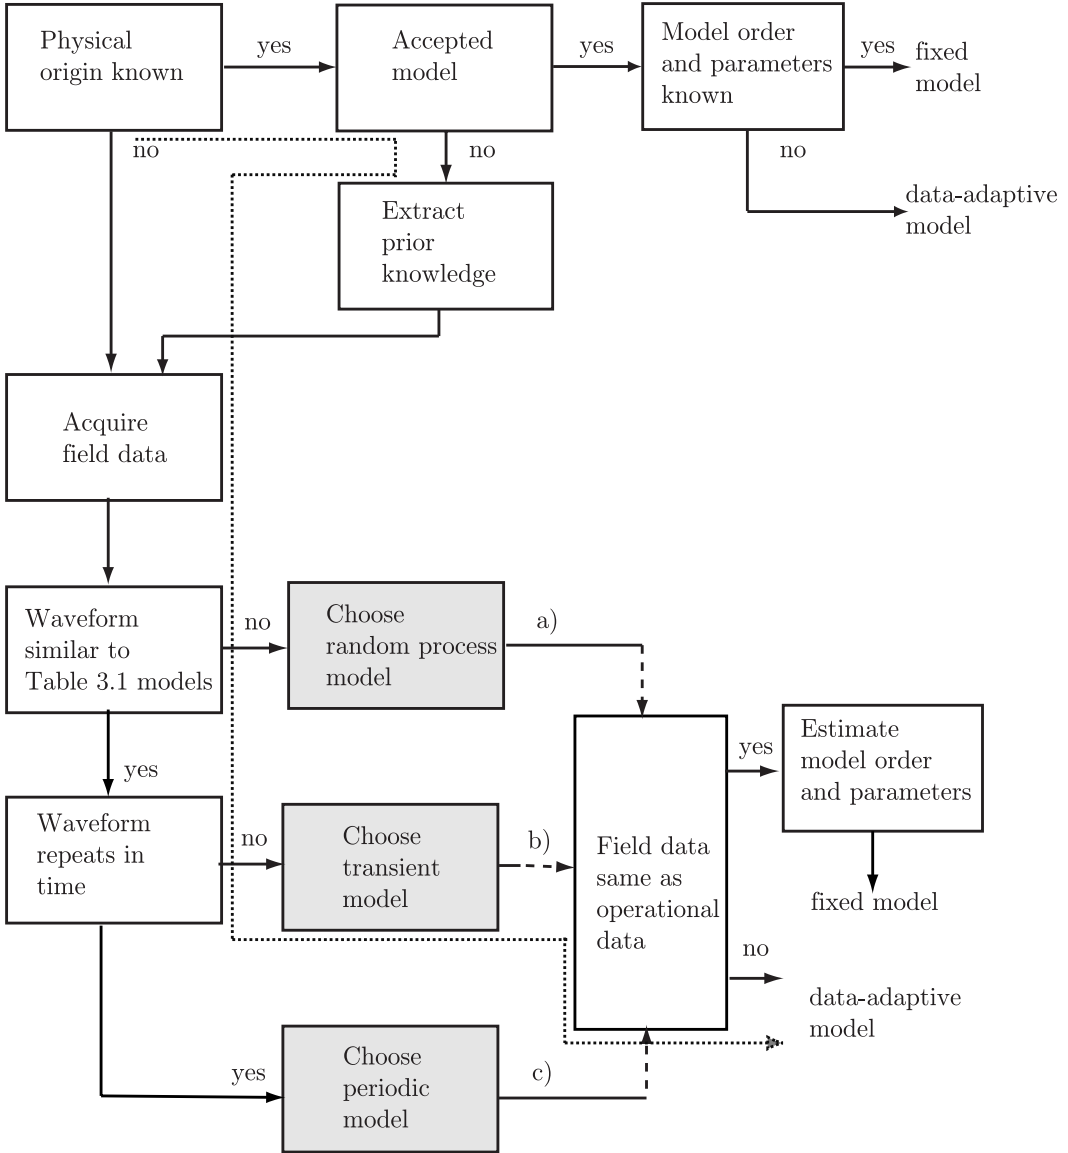 Physical
origin known
yes
Accepted
model
yes
Model order
and parameters
known
yes
fixed
model
no
no
no
data-adaptive
model
Extract
prior
knowledge
Acquire
field data
Waveform
similar to
Table 3.1 models
no
Choose
random process
model
a)
yes
Waveform
repeats in
time
no
Choose
transient
model
b)
Field data
same as
operational
data
yes
Estimate
model order
and parameters
fixed model
no
data-adaptive
model
yes
Choose
periodic
model
c)